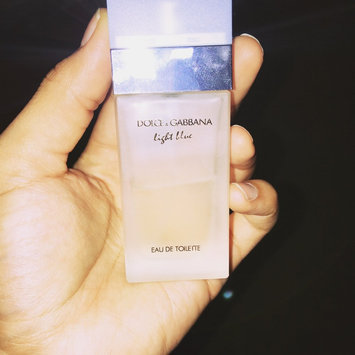 DOLCE & GABBANA
light blue
EAU DE TOILETTE